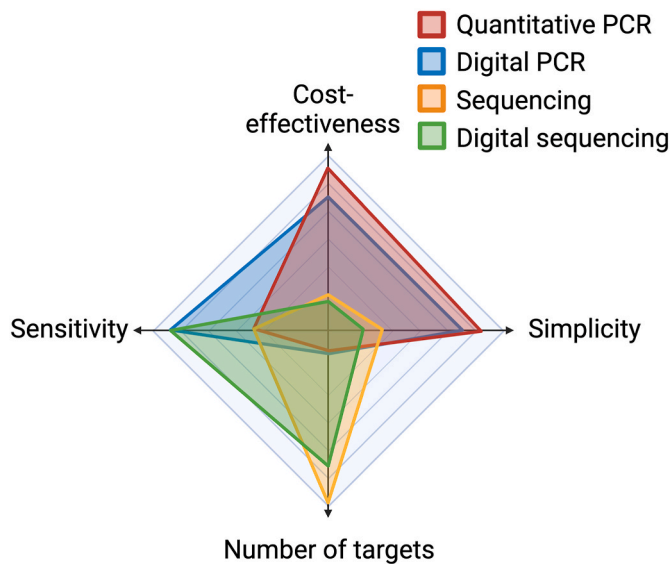 Quantitative PCR
Digital PCR
Sequencing
Digital sequencing
Cost-
effectiveness
Sensitivity
Simplicity
Number of targets